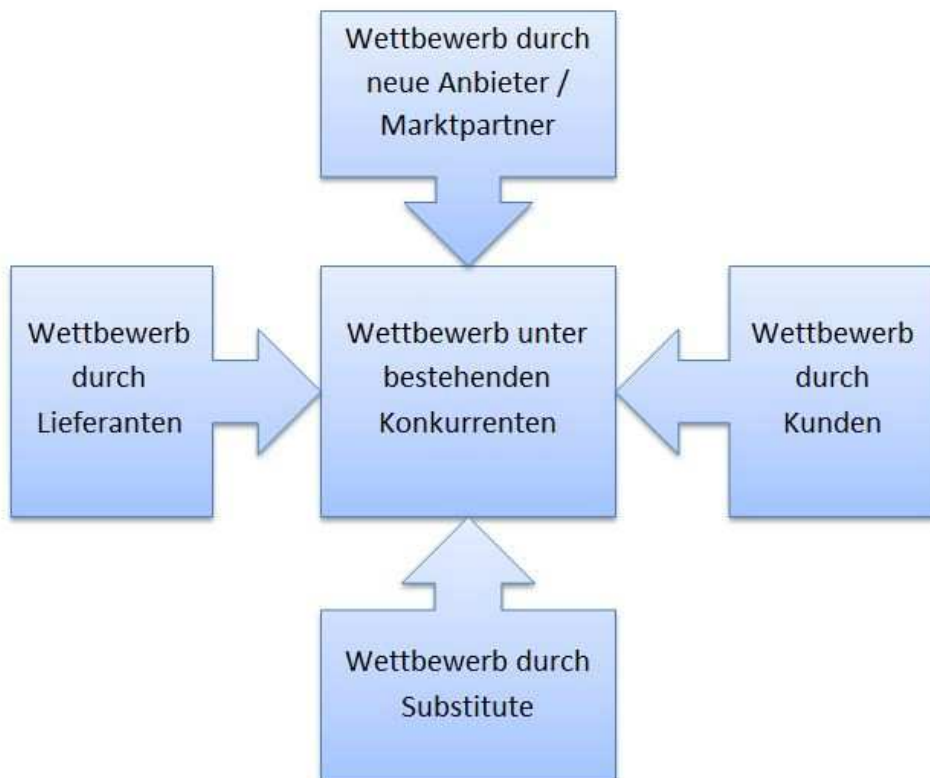 Wettbewerb durch
neue Anbieter /
Marktpartner
Wettbewerb
durch
Lieferanten
Wettbewerb unter
bestehenden
Konkurrenten
Wettbewerb
durch
Kunden
Wettbewerb durch
Substitute